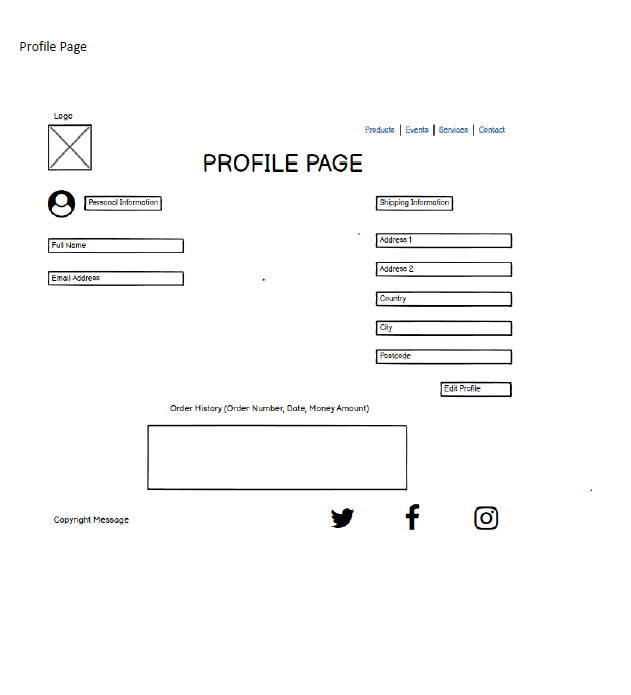 Profile Page
Logo
Products | Events | Services | Contact
PROFILE PAGE
Personal Information
Shipping Information
Full Name
Address 1
Email Address
Address 2
Country
City
Postcode
Edit Profile
Order History (Order Number, Date, Money Amount)
Copyright Message